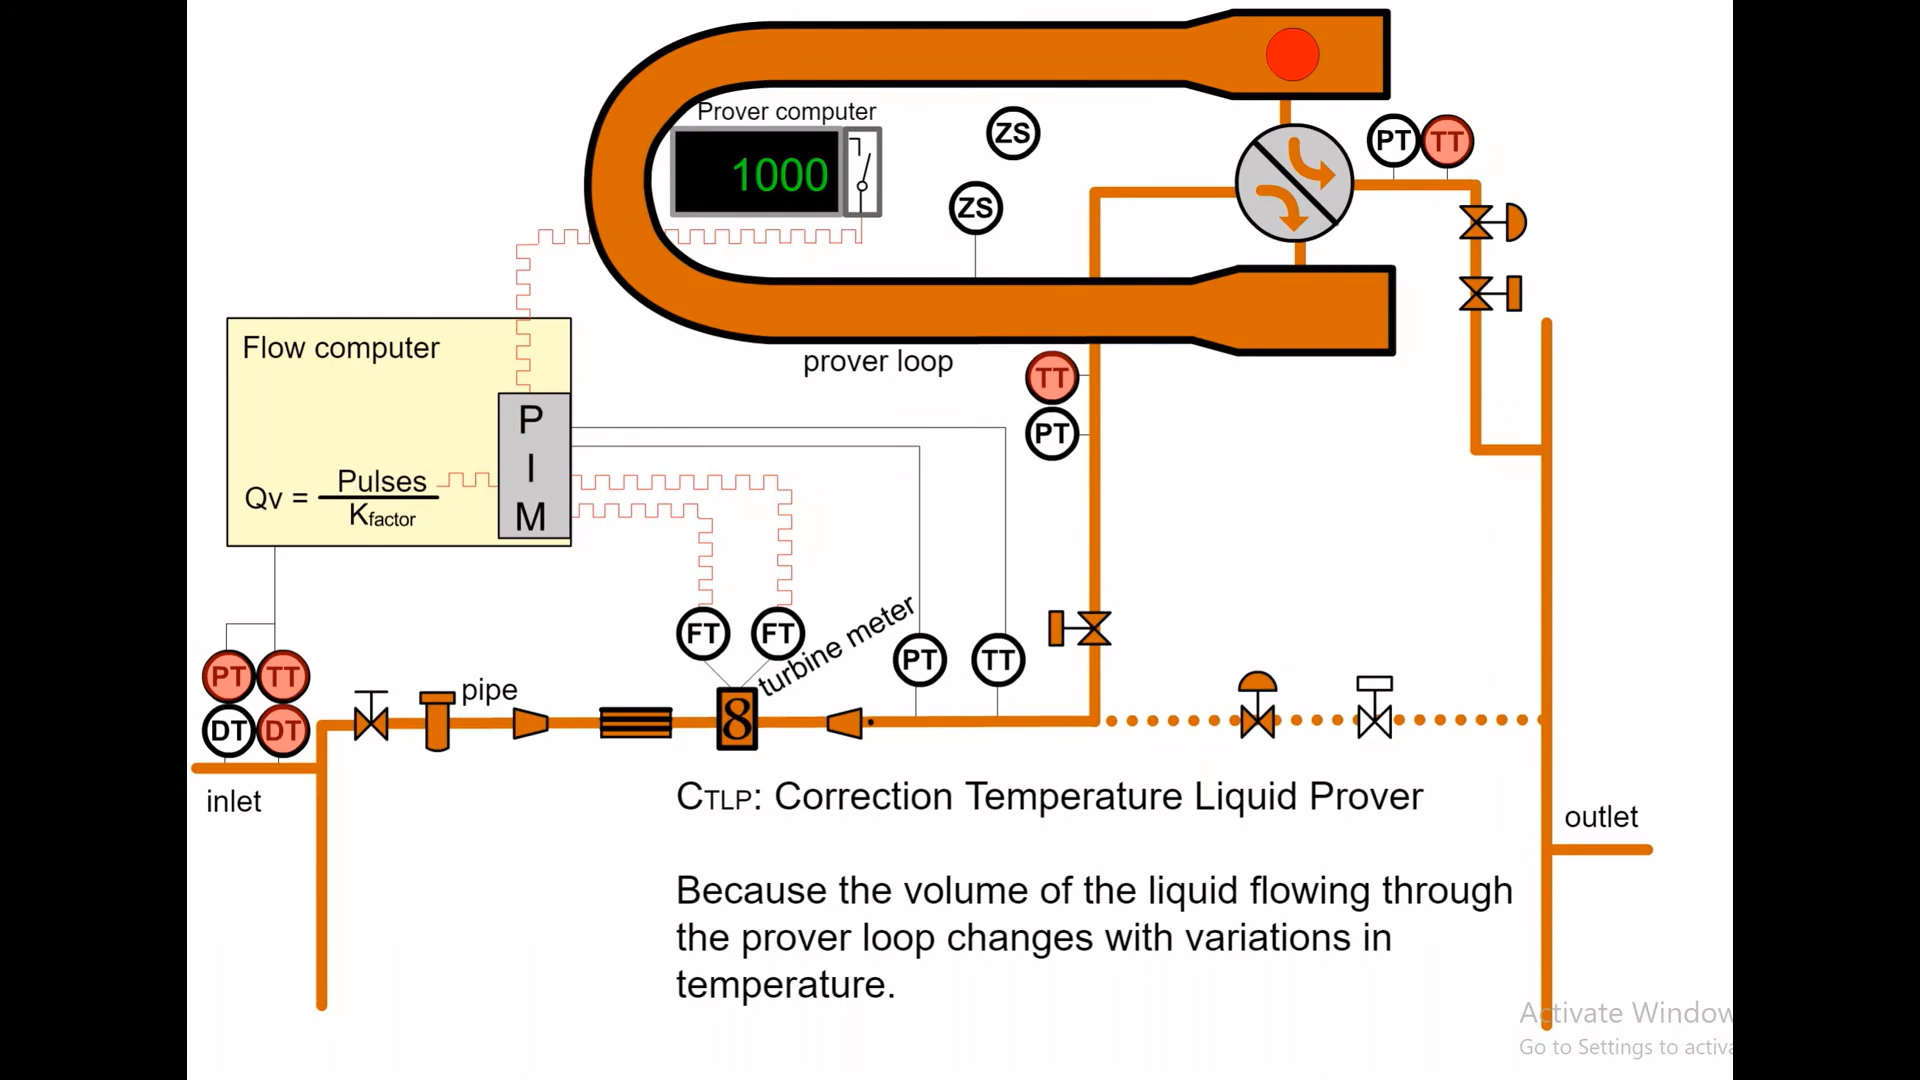 Prover computer
1000
ZS
ZS
PT TT
Flow computer
prover loop
TT
PT
P
I
M
Qv = Pulses
Kfactor
FT FT
turbine meter
PT TT
PT TT
DT DT
pipe
8
inlet
CTLP: Correction Temperature Liquid Prover
outlet
Because the volume of the liquid flowing through
the prover loop changes with variations in
temperature.
Activate Window
Go to Settings to activa